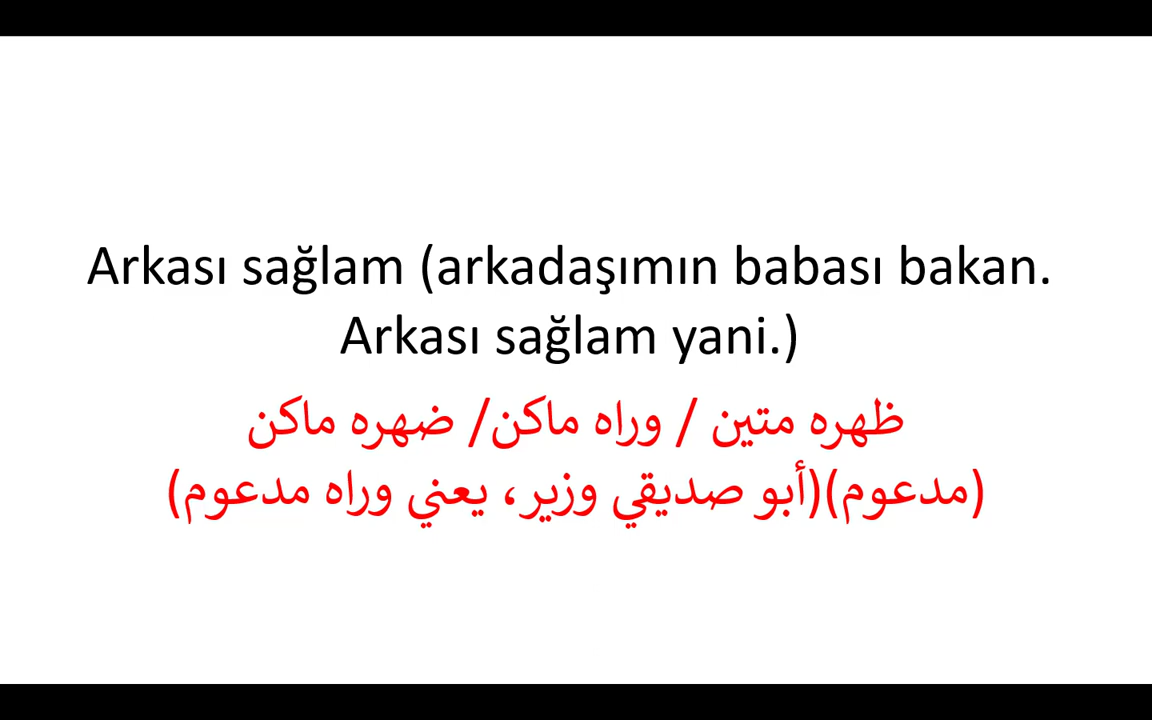 Arkası sağlam (arkadaşımın babası bakan.
Arkası sağlam yani.)
ظهره متين / وراه ماكن/ ضهره ماكن
(مدعوم)(أبو صديقي وزير، يعني وراه مدعوم)